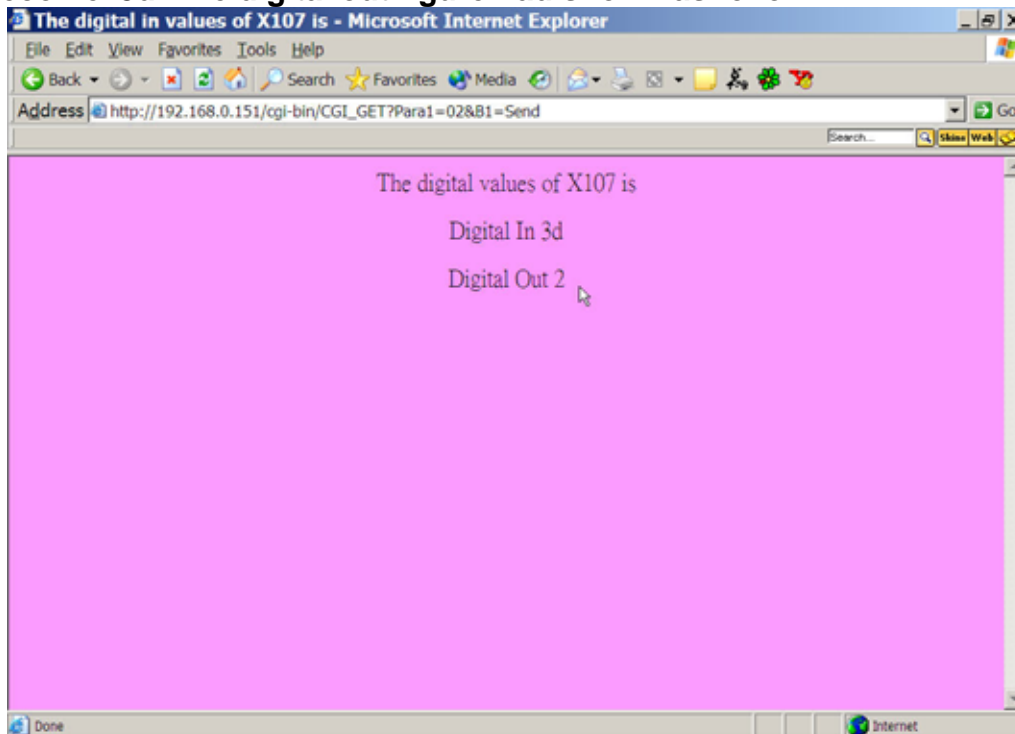 The digital in values of X107 is - Microsoft Internet Explorer
File Edit View Favorites Tools Help
Back Search Favorites Media
Address http://192.168.0.151/cgi-bin/CGI_GET?Para1=02&B1=Send Go
Search... Skins Web
The digital values of X107 is
Digital In 3d
Digital Out 2
Done Internet